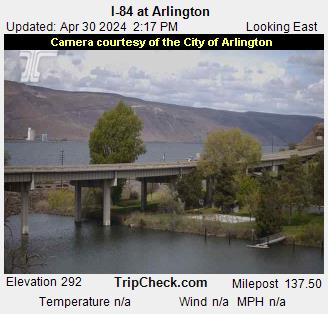 I-84 at Arlington
Updated: Apr 30 2024 2:17 PM Looking East
Camera courtesy of the City of Arlington
Elevation 292 TripCheck.com Milepost 137.50
Temperature n/a Wind n/a MPH n/a